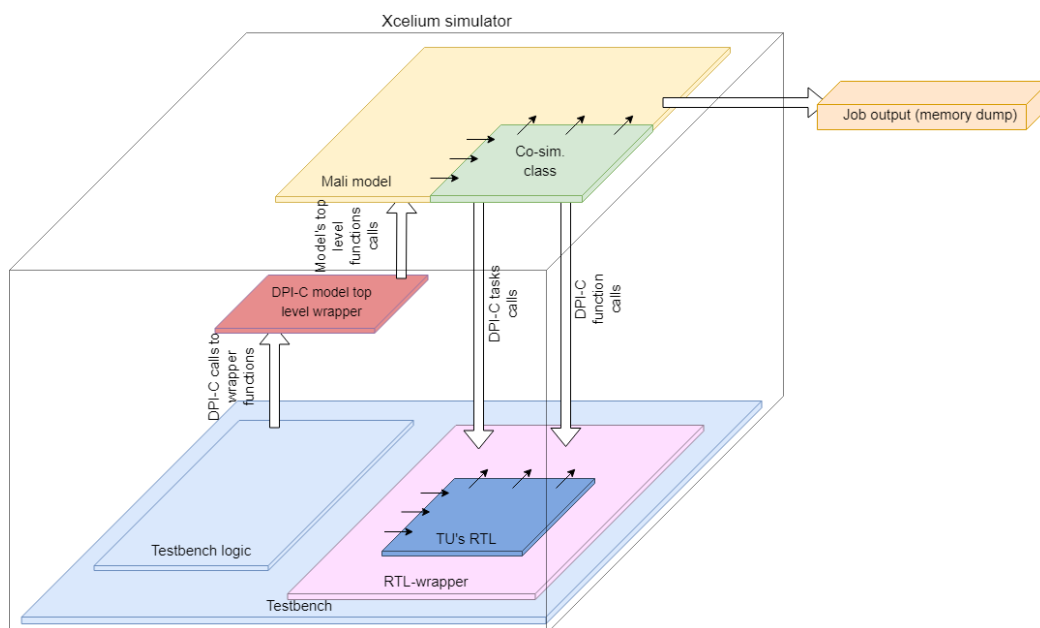 Xcelium simulator
Job output (memory dump)
Co-sim.
class
Mali model
Model's top
level
functions
calls
DPI-C model top
level wrapper
DPI-C tasks
calls
DPI-C
function
calls
DPI-C calls to
wrapper
functions
TU's RTL
Testbench logic
RTL-wrapper
Testbench